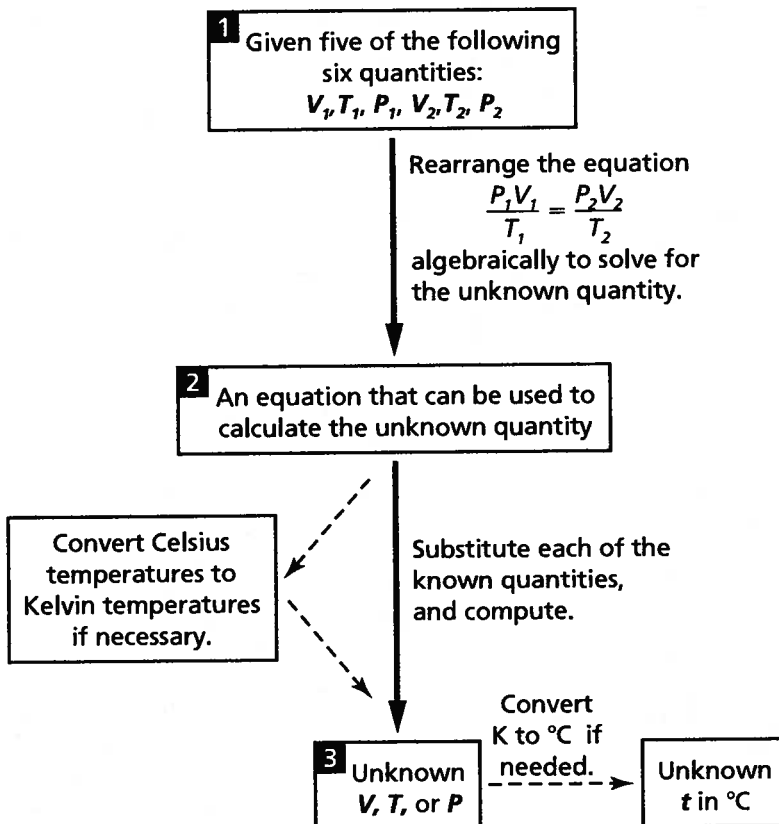 1
Given five of the following
six quantities:
V₁, T₁, P₁, V₂, T₂, P₂
Rearrange the equation
P₁V₁ / T₁ = P₂V₂ / T₂
algebraically to solve for
the unknown quantity.
2
An equation that can be used to
calculate the unknown quantity
Convert Celsius
temperatures to
Kelvin temperatures
if necessary.
Substitute each of the
known quantities,
and compute.
3
Unknown
V, T, or P
Convert
K to °C if
needed.
Unknown
t in °C